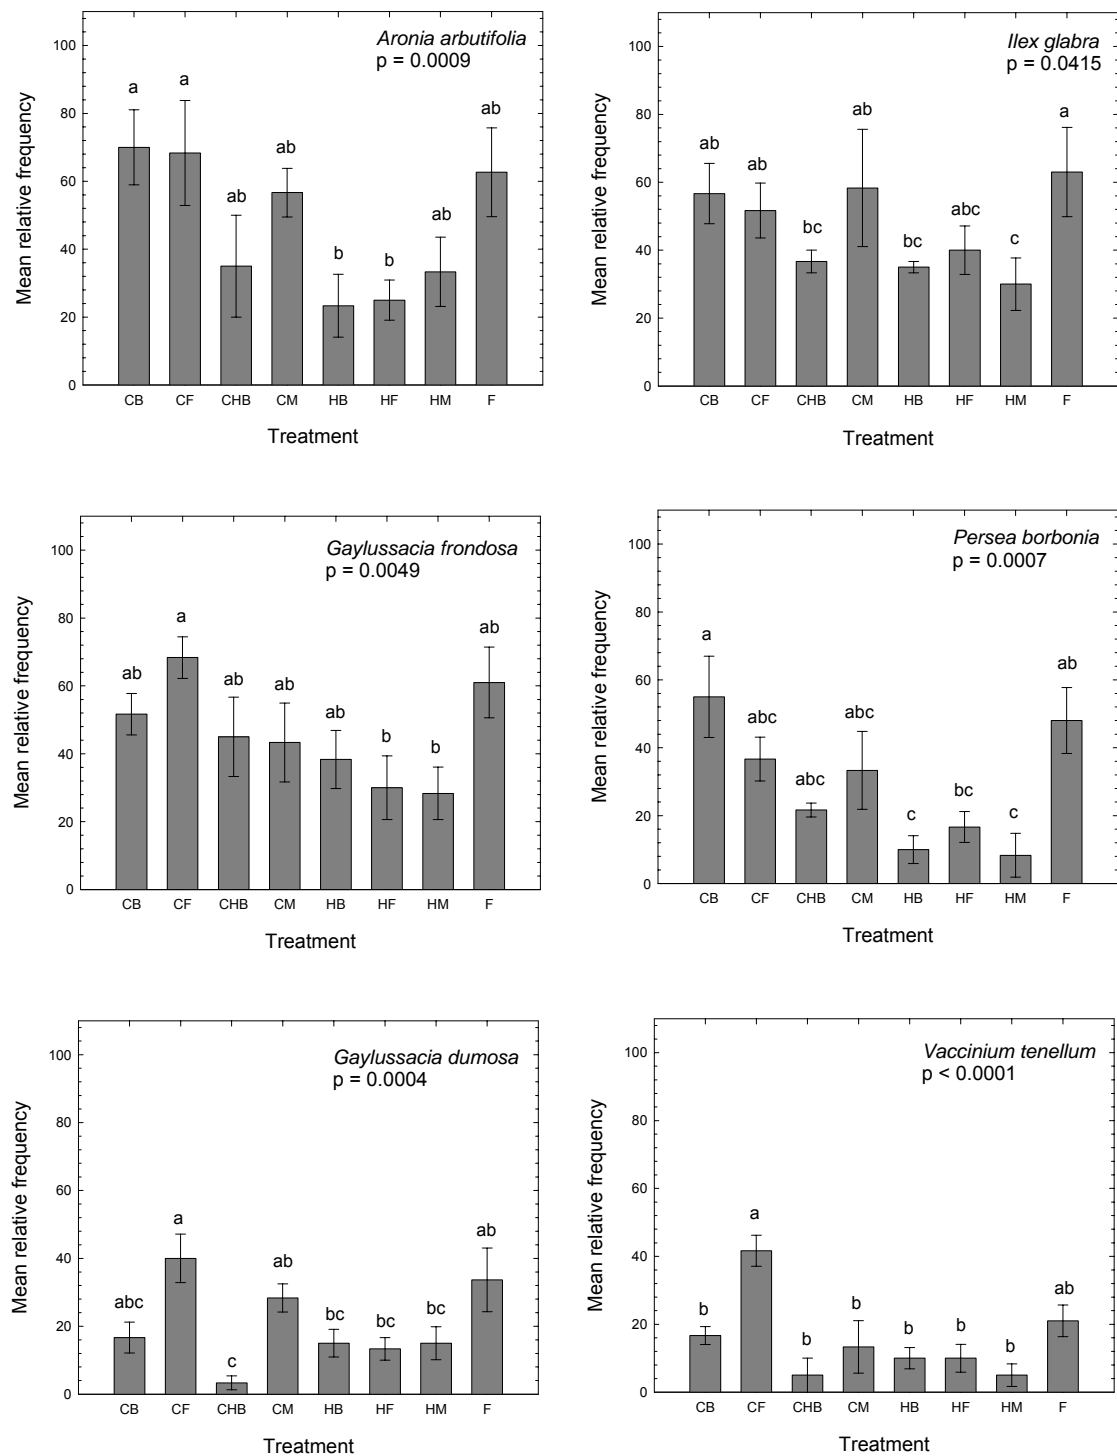 Aronia arbutifolia
p = 0.0009
Mean relative frequency
100
80
60
40
20
0
a
a
ab
ab
b
b
ab
ab
CB CF CHB CM HB HF HM F
Treatment
Ilex glabra
p = 0.0415
Mean relative frequency
100
80
60
40
20
0
ab
ab
bc
ab
bc
abc
c
a
CB CF CHB CM HB HF HM F
Treatment
Gaylussacia frondosa
p = 0.0049
Mean relative frequency
100
80
60
40
20
0
ab
a
ab
ab
ab
b
b
ab
CB CF CHB CM HB HF HM F
Treatment
Persea borbonia
p = 0.0007
Mean relative frequency
100
80
60
40
20
0
a
abc
abc
abc
c
bc
c
ab
CB CF CHB CM HB HF HM F
Treatment
Gaylussacia dumosa
p = 0.0004
Mean relative frequency
100
80
60
40
20
0
abc
a
c
ab
bc
bc
bc
ab
CB CF CHB CM HB HF HM F
Treatment
Vaccinium tenellum
p < 0.0001
Mean relative frequency
100
80
60
40
20
0
b
a
b
b
b
b
b
ab
CB CF CHB CM HB HF HM F
Treatment